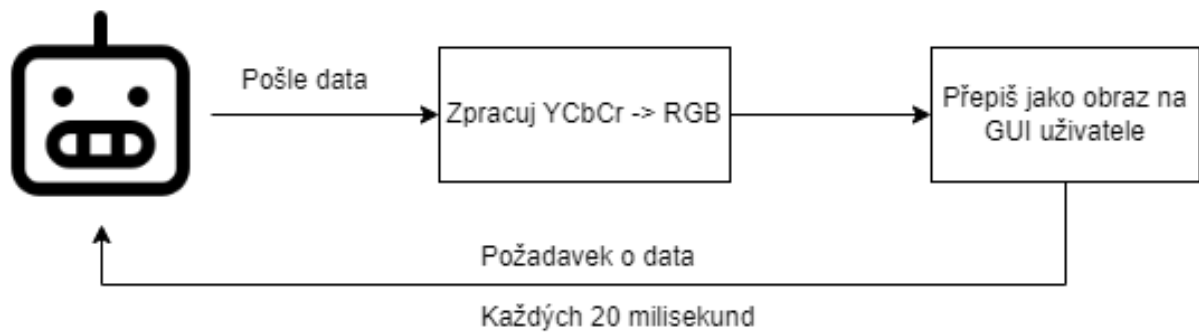 Pošle data
Zpracuj YCbCr -> RGB
Přepiš jako obraz na
GUI uživatele
Požadavek o data
Každých 20 milisekund